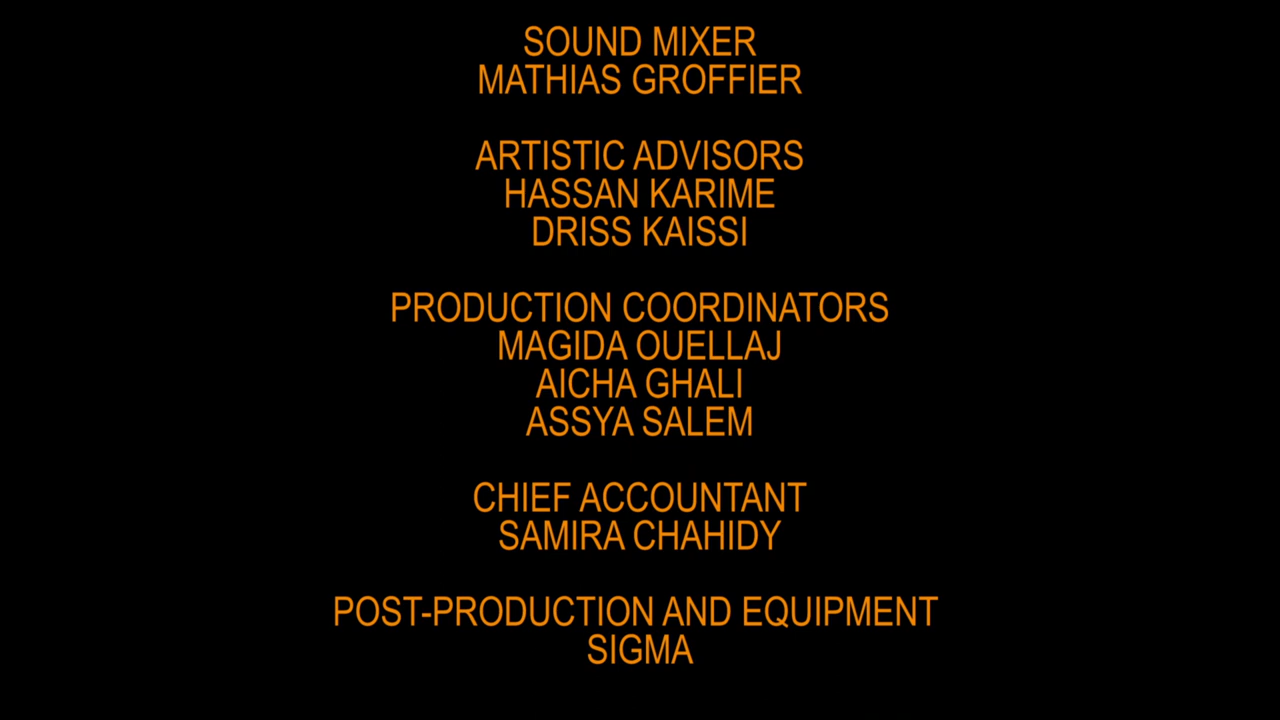 SOUND MIXER
MATHIAS GROFFIER
ARTISTIC ADVISORS
HASSAN KARIME
DRISS KAISSI
PRODUCTION COORDINATORS
MAGIDA OUELLAJ
AICHA GHALI
ASSYA SALEM
CHIEF ACCOUNTANT
SAMIRA CHAHIDY
POST-PRODUCTION AND EQUIPMENT
SIGMA